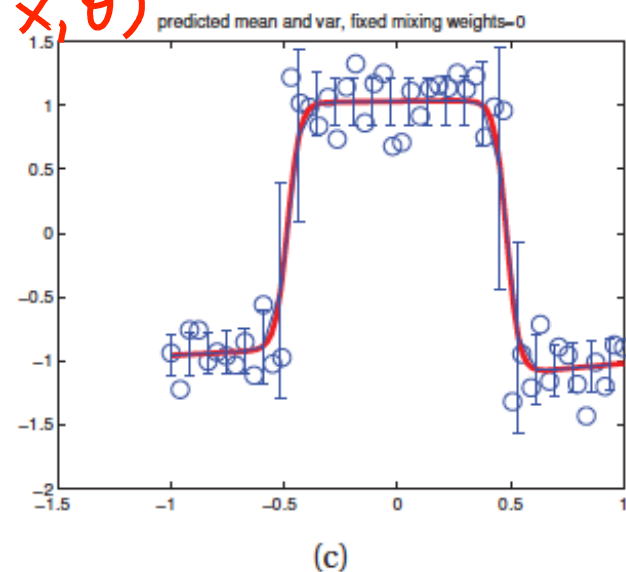 x, θ)
predicted mean and var, fixed mixing weights=0
1.5
1
0.5
0
−0.5
−1
−1.5
−2
−1.5 −1 −0.5 0 0.5 1
(c)